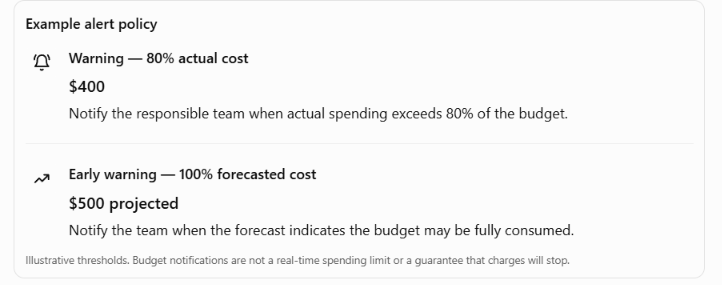 Example alert policy
Warning — 80% actual cost
$400
Notify the responsible team when actual spending exceeds 80% of the budget.
Early warning — 100% forecasted cost
$500 projected
Notify the team when the forecast indicates the budget may be fully consumed.
Illustrative thresholds. Budget notifications are not a real-time spending limit or a guarantee that charges will stop.